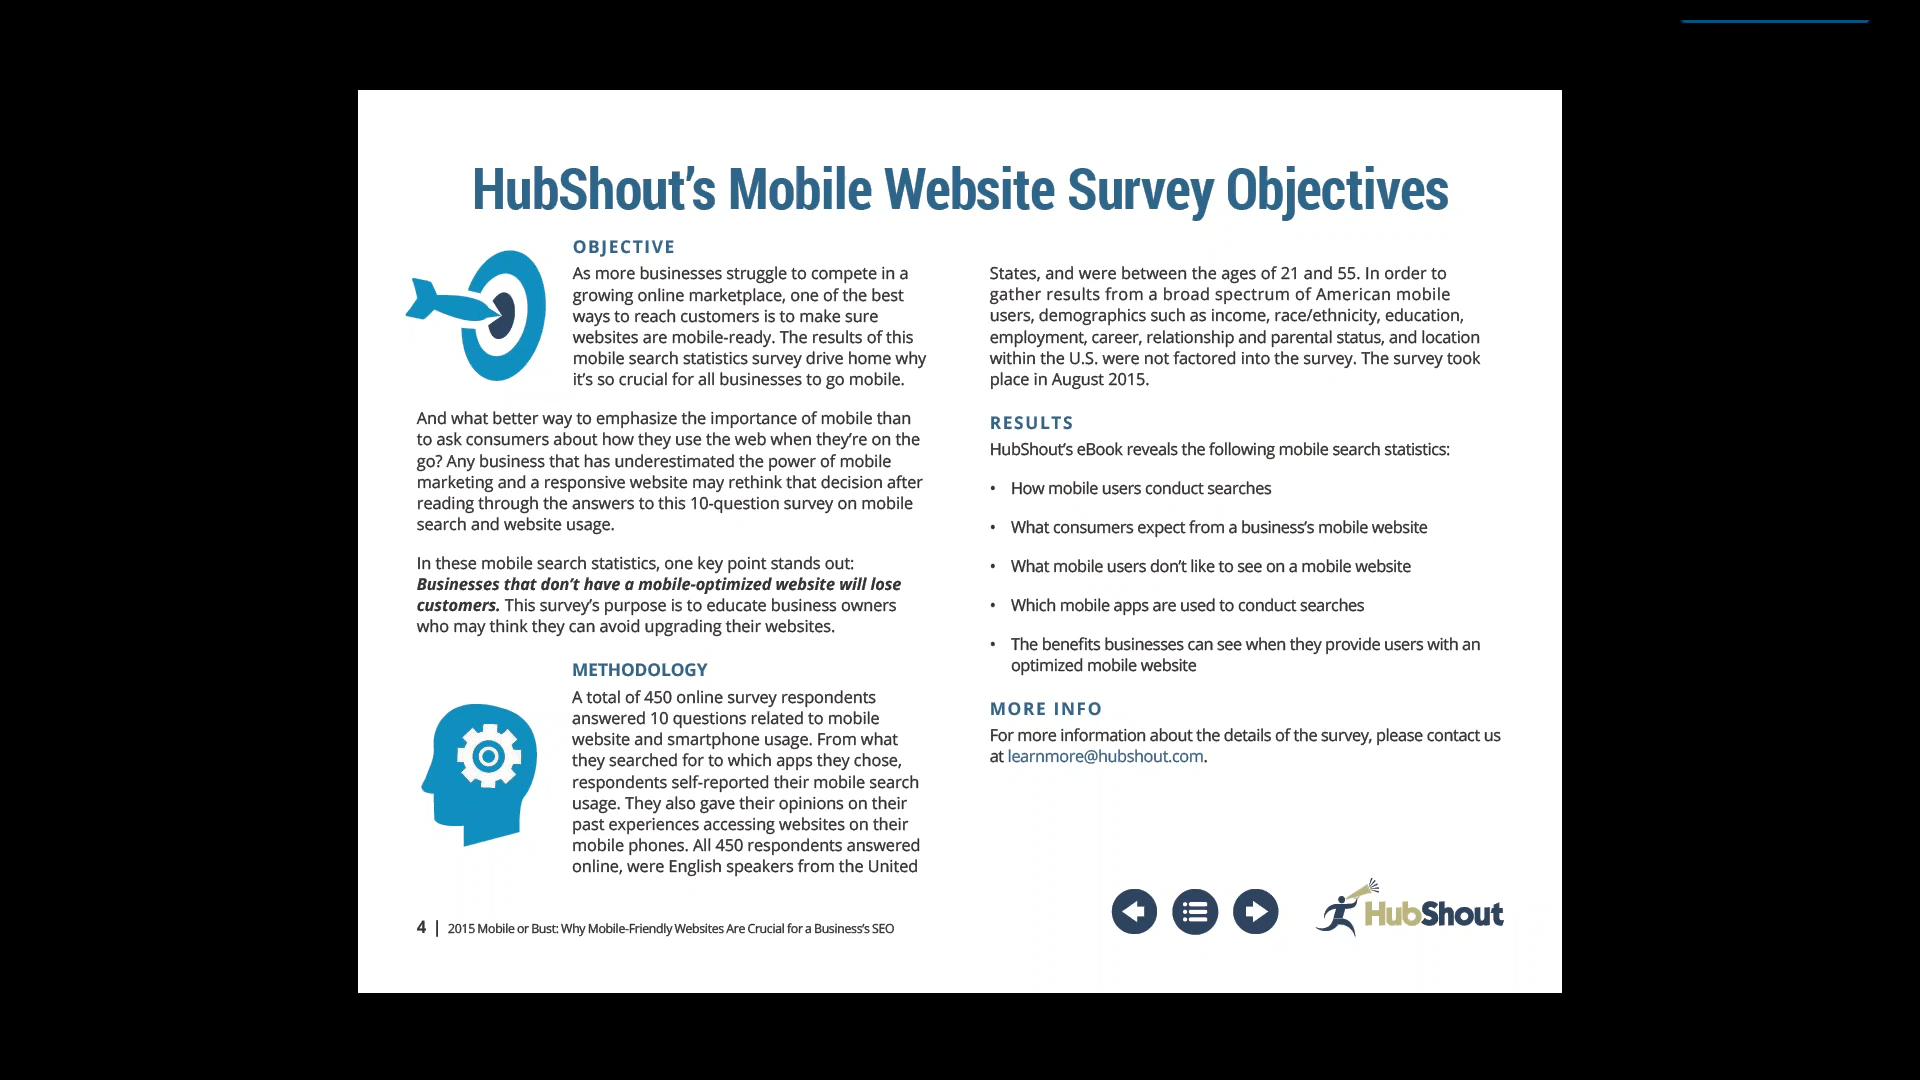 HubShout’s Mobile Website Survey Objectives
OBJECTIVE
As more businesses struggle to compete in a
growing online marketplace, one of the best
ways to reach customers is to make sure
websites are mobile-ready. The results of this
mobile search statistics survey drive home why
it’s so crucial for all businesses to go mobile.
And what better way to emphasize the importance of mobile than
to ask consumers about how they use the web when they’re on the
go? Any business that has underestimated the power of mobile
marketing and a responsive website may rethink that decision after
reading through the answers to this 10-question survey on mobile
search and website usage.
In these mobile search statistics, one key point stands out:
Businesses that don’t have a mobile-optimized website will lose
customers. This survey’s purpose is to educate business owners
who may think they can avoid upgrading their websites.
METHODOLOGY
A total of 450 online survey respondents
answered 10 questions related to mobile
website and smartphone usage. From what
they searched for to which apps they chose,
respondents self-reported their mobile search
usage. They also gave their opinions on their
past experiences accessing websites on their
mobile phones. All 450 respondents answered
online, were English speakers from the United
States, and were between the ages of 21 and 55. In order to
gather results from a broad spectrum of American mobile
users, demographics such as income, race/ethnicity, education,
employment, career, relationship and parental status, and location
within the U.S. were not factored into the survey. The survey took
place in August 2015.
RESULTS
HubShout’s eBook reveals the following mobile search statistics:
• How mobile users conduct searches
• What consumers expect from a business’s mobile website
• What mobile users don’t like to see on a mobile website
• Which mobile apps are used to conduct searches
• The benefits businesses can see when they provide users with an
optimized mobile website
MORE INFO
For more information about the details of the survey, please contact us
at learnmore@hubshout.com.
4 | 2015 Mobile or Bust: Why Mobile-Friendly Websites Are Crucial for a Business’s SEO
HubShout